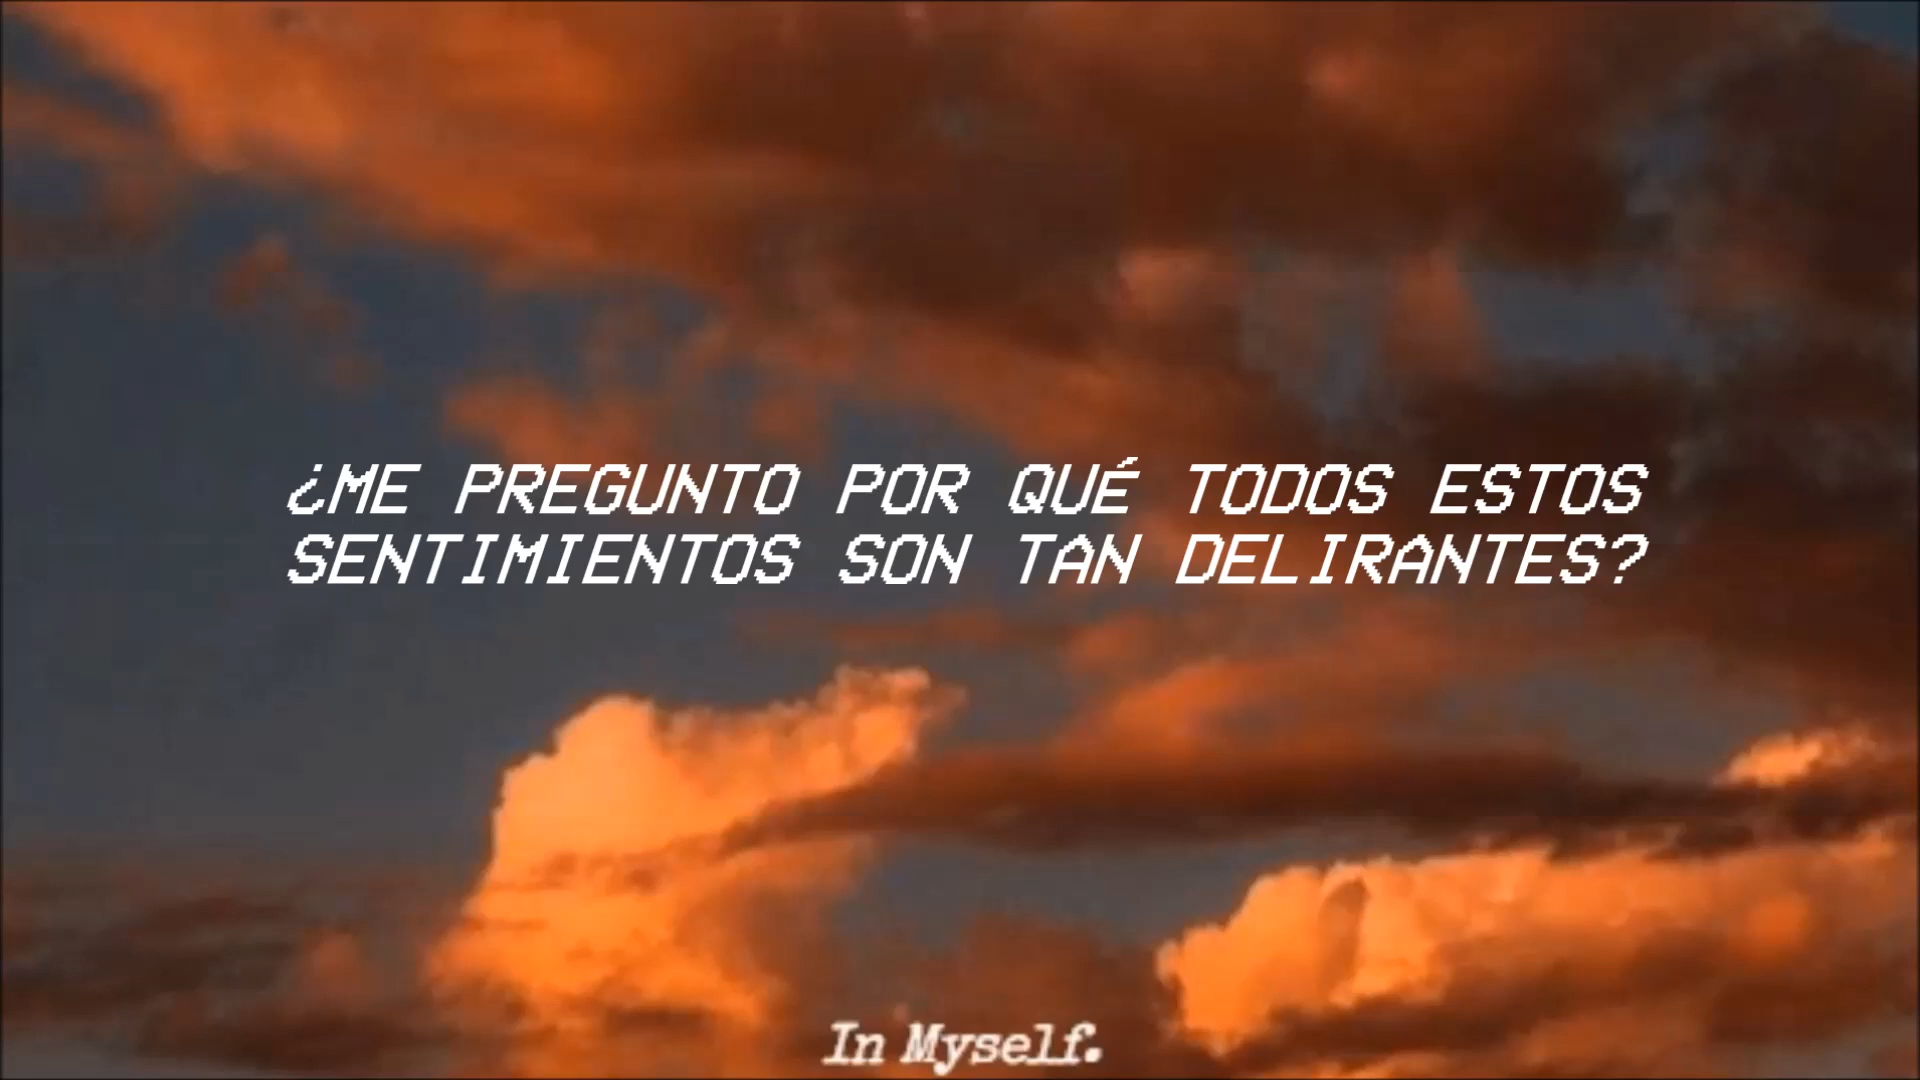 ¿ME PREGUNTO POR QUÉ TODOS ESTOS
SENTIMIENTOS SON TAN DELIRANTES?
In Myself.